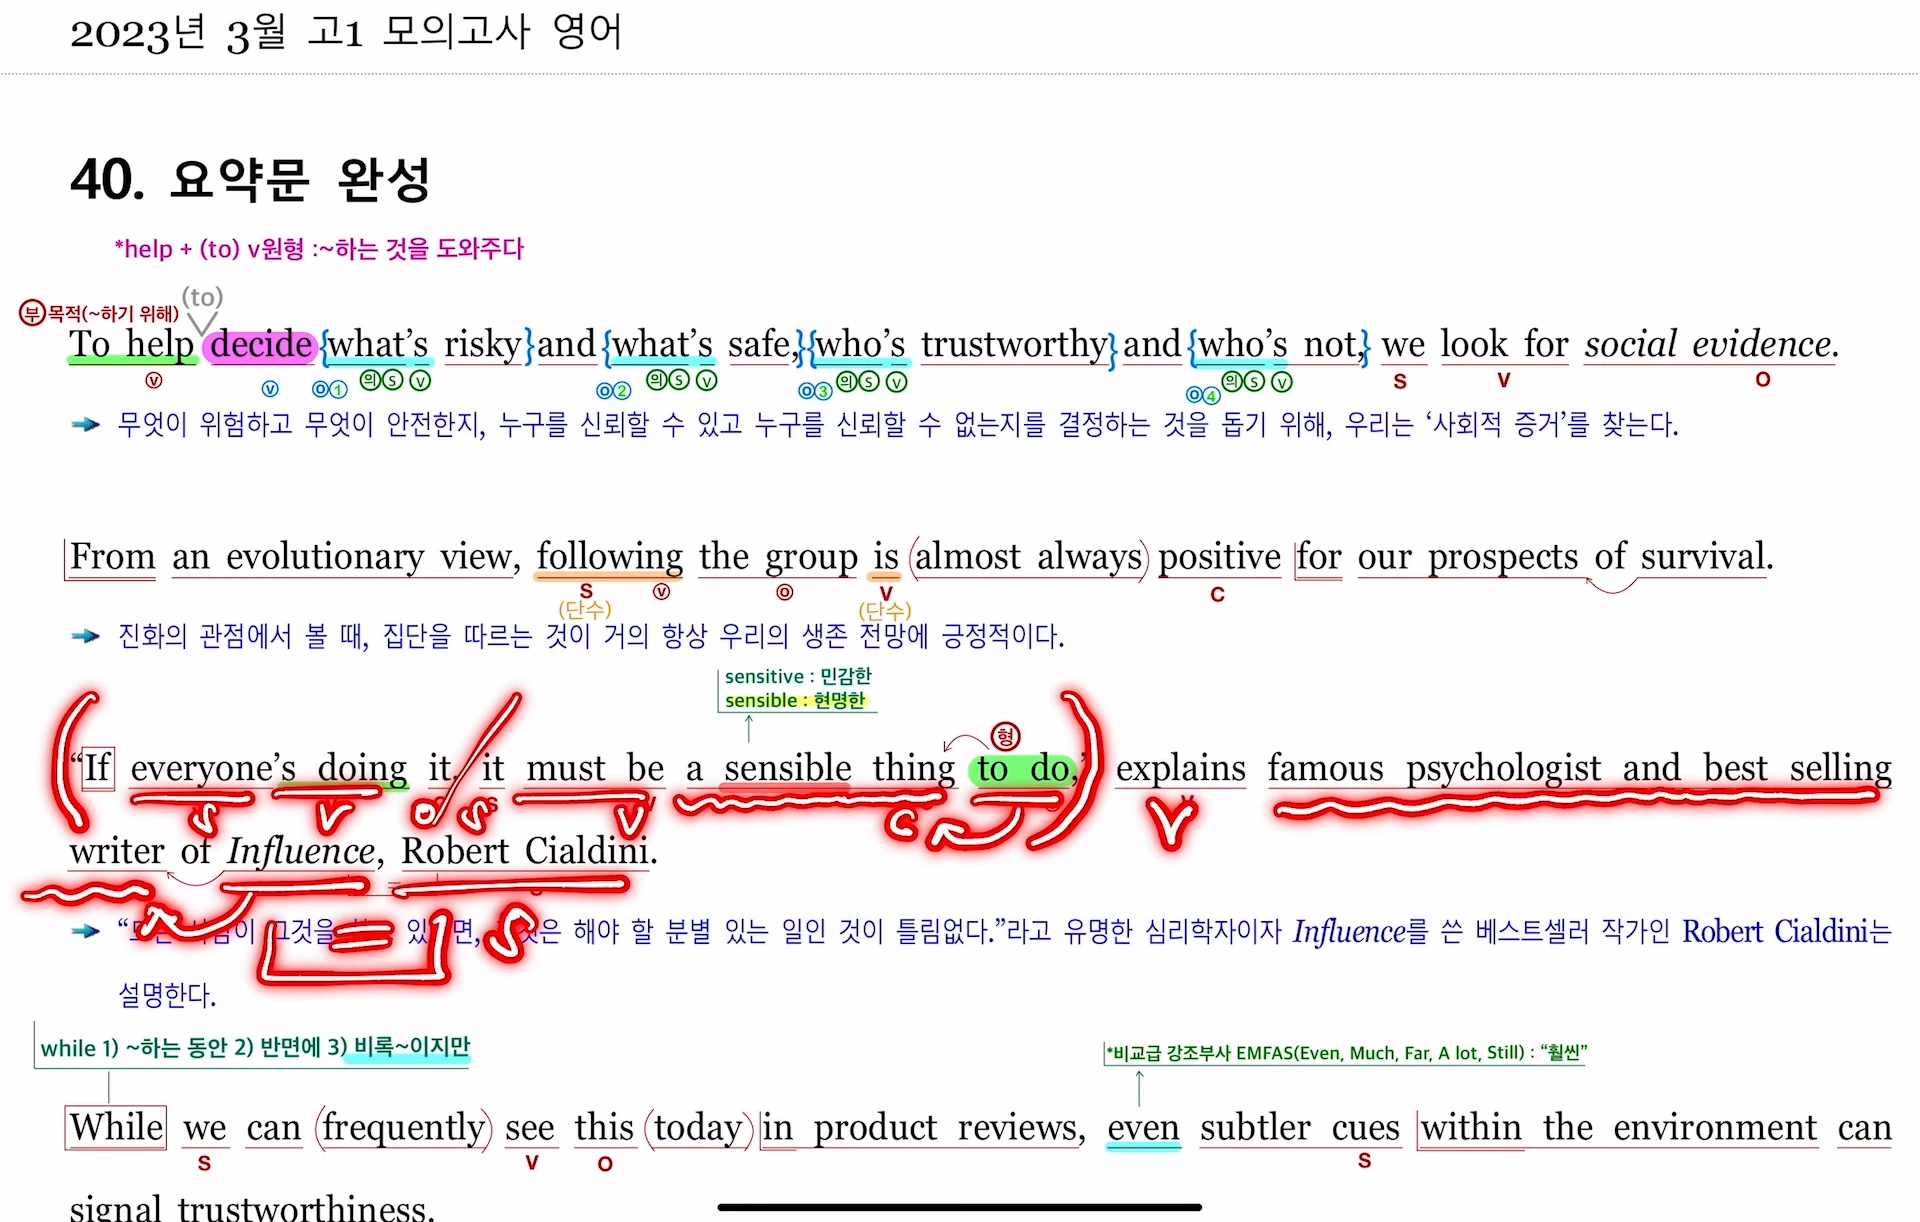 2023년 3월 고1 모의고사 영어
40. 요약문 완성
*help + (to) v원형 :~하는 것을 도와주다
(to)
부 목적(~하기 위해)
To help decide {what's risky} and {what's safe,} {who's trustworthy} and {who's not,} we look for social evidence.
v v o1 의 s v o2 의 s v o3 의 s v o4 의 s v S V O
무엇이 위험하고 무엇이 안전한지, 누구를 신뢰할 수 있고 누구를 신뢰할 수 없는지를 결정하는 것을 돕기 위해, 우리는 ‘사회적 증거’를 찾는다.
From an evolutionary view, following the group is (almost always) positive for our prospects of survival.
S v o V C
(단수) (단수)
진화의 관점에서 볼 때, 집단을 따르는 것이 거의 항상 우리의 생존 전망에 긍정적이다.
sensitive : 민감한
sensible : 현명한
형
“If everyone's doing it, it must be a sensible thing to do,” explains famous psychologist and best selling
S V O S V C V
writer of Influence, Robert Cialdini.
= S
그것을 있 면, 은 해야 할 분별 있는 일인 것이 틀림없다.”라고 유명한 심리학자이자 Influence를 쓴 베스트셀러 작가인 Robert Cialdini는
설명한다.
while 1) ~하는 동안 2) 반면에 3) 비록~이지만
*비교급 강조부사 EMFAS(Even, Much, Far, A lot, Still) : “훨씬”
While we can (frequently) see this (today) in product reviews, even subtler cues within the environment can
S V O S
signal trustworthiness.